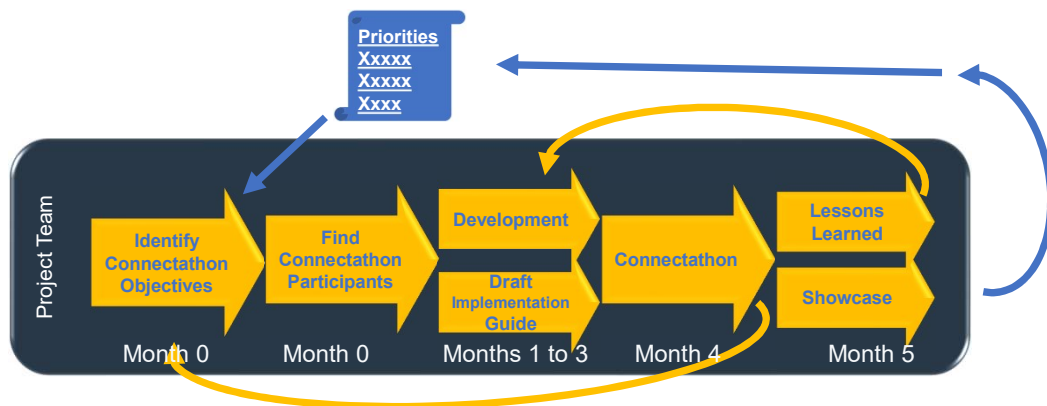 Priorities
Xxxxx
Xxxxx
Xxxx
Project Team
Identify
Connectathon
Objectives
Find
Connectathon
Participants
Development
Draft
Implementation
Guide
Connectathon
Lessons
Learned
Showcase
Month 0
Month 0
Months 1 to 3
Month 4
Month 5